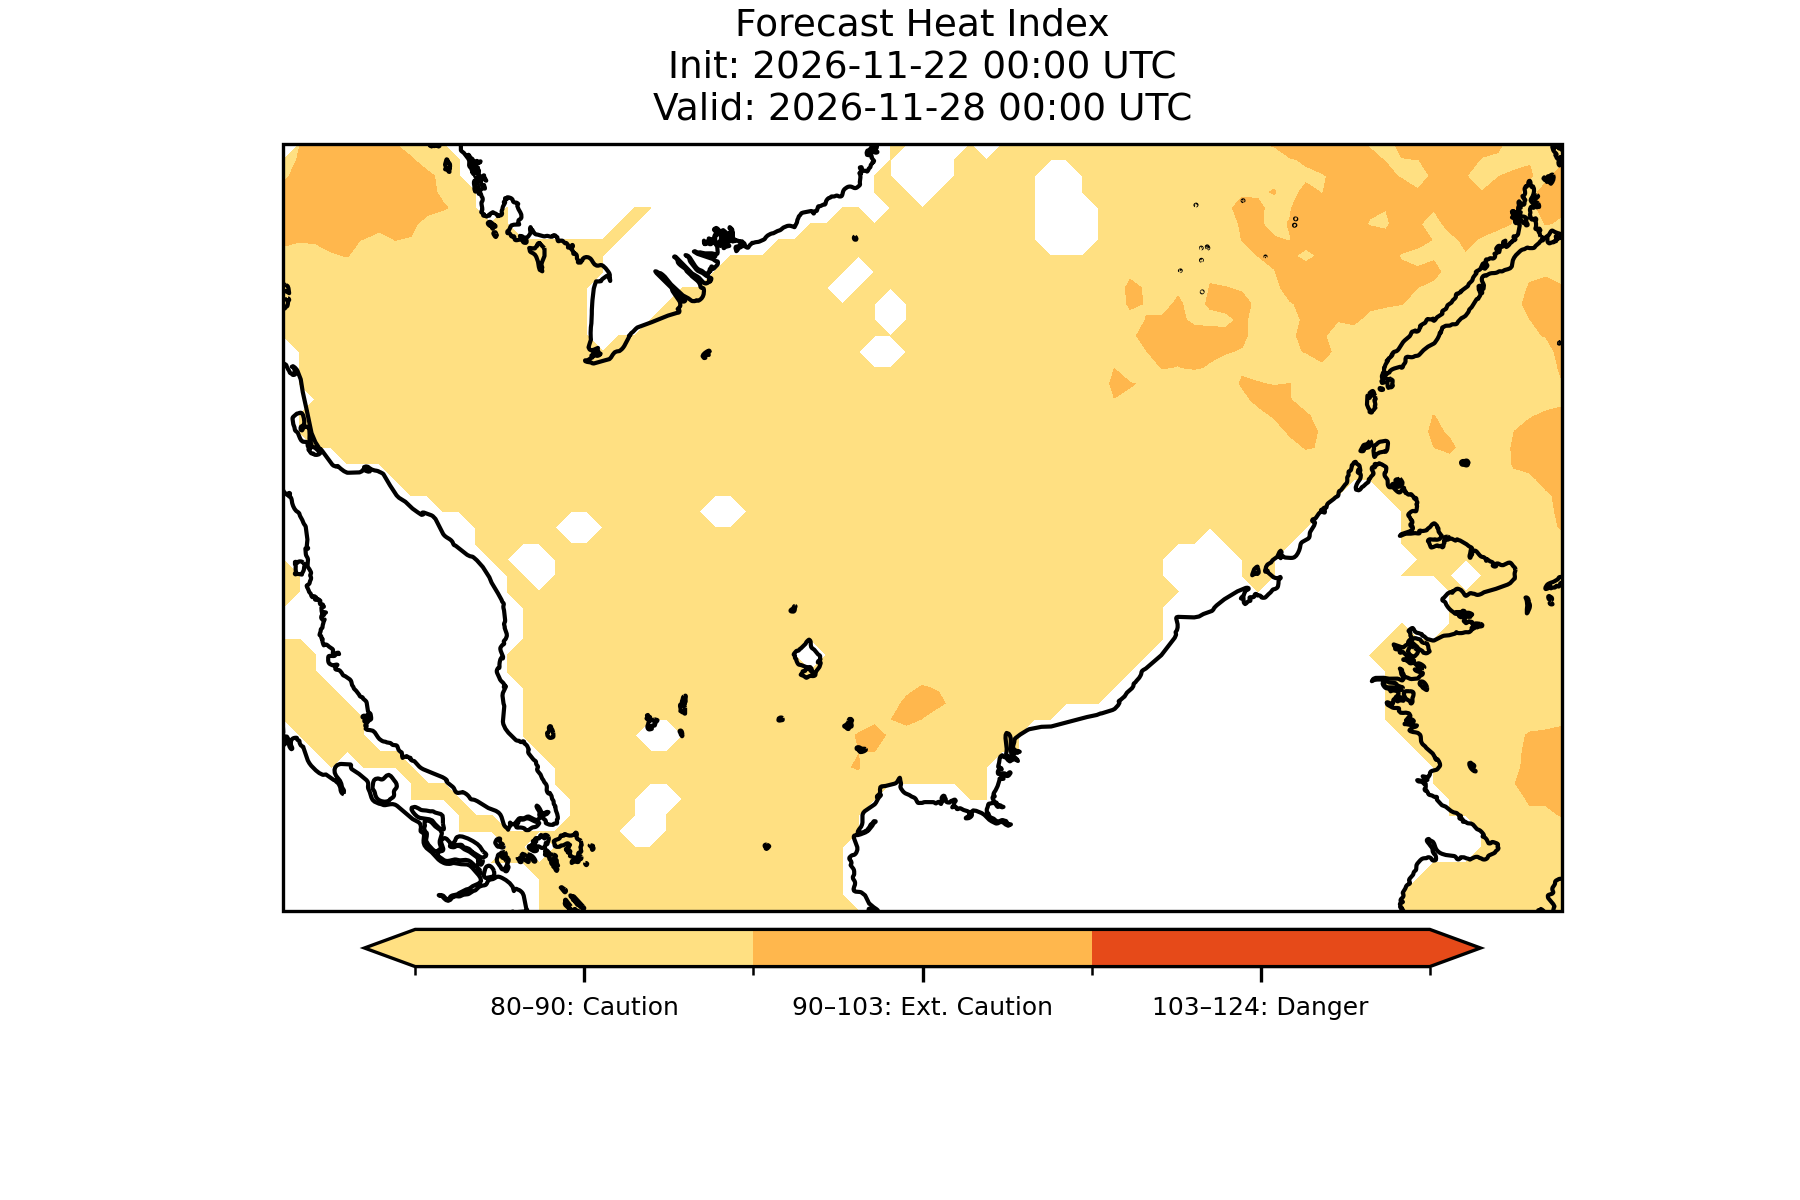 Forecast Heat Index
Init: 2026-11-22 00:00 UTC
Valid: 2026-11-28 00:00 UTC
80–90: Caution
90–103: Ext. Caution
103–124: Danger